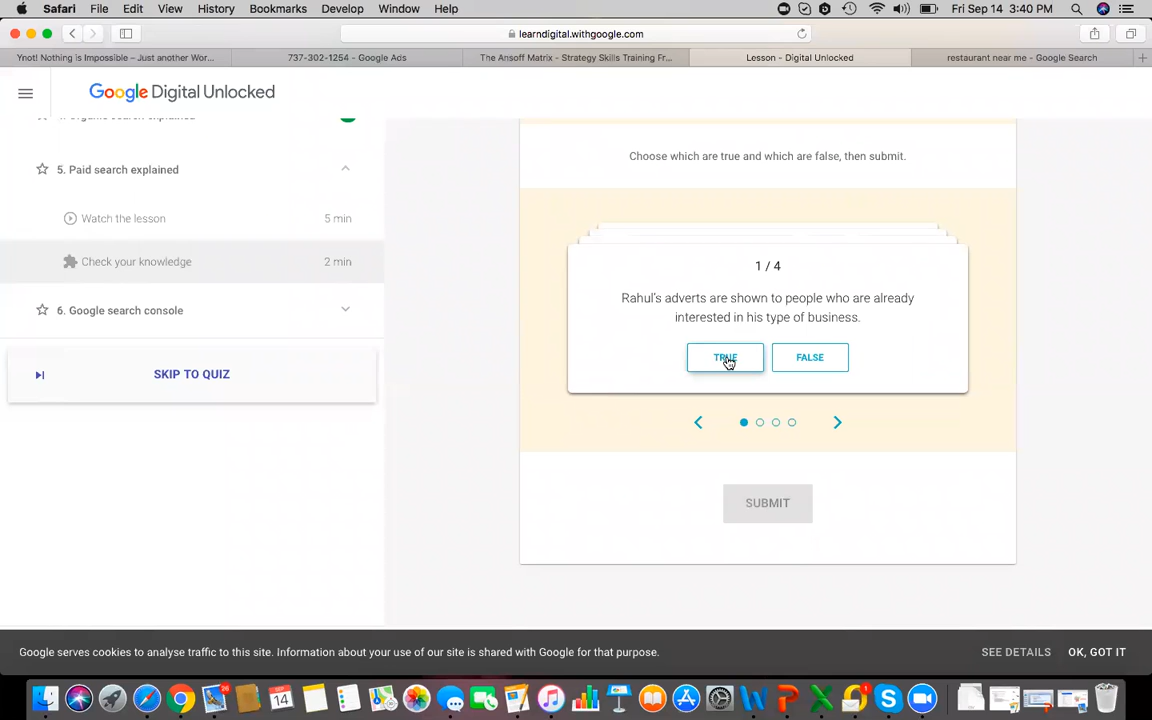 Safari File Edit View History Bookmarks Develop Window Help Fri Sep 14 3:40 PM
learndigital.withgoogle.com
Ynot! Nothing is Impossible – Just another Wor... 737-302-1254 - Google Ads The Ansoff Matrix - Strategy Skills Training Fr... Lesson - Digital Unlocked restaurant near me - Google Search
Google Digital Unlocked
Choose which are true and which are false, then submit.
5. Paid search explained
Watch the lesson 5 min
Check your knowledge 2 min
6. Google search console
SKIP TO QUIZ
1 / 4
Rahul's adverts are shown to people who are already
interested in his type of business.
TRUE FALSE
SUBMIT
Google serves cookies to analyse traffic to this site. Information about your use of our site is shared with Google for that purpose. SEE DETAILS OK, GOT IT